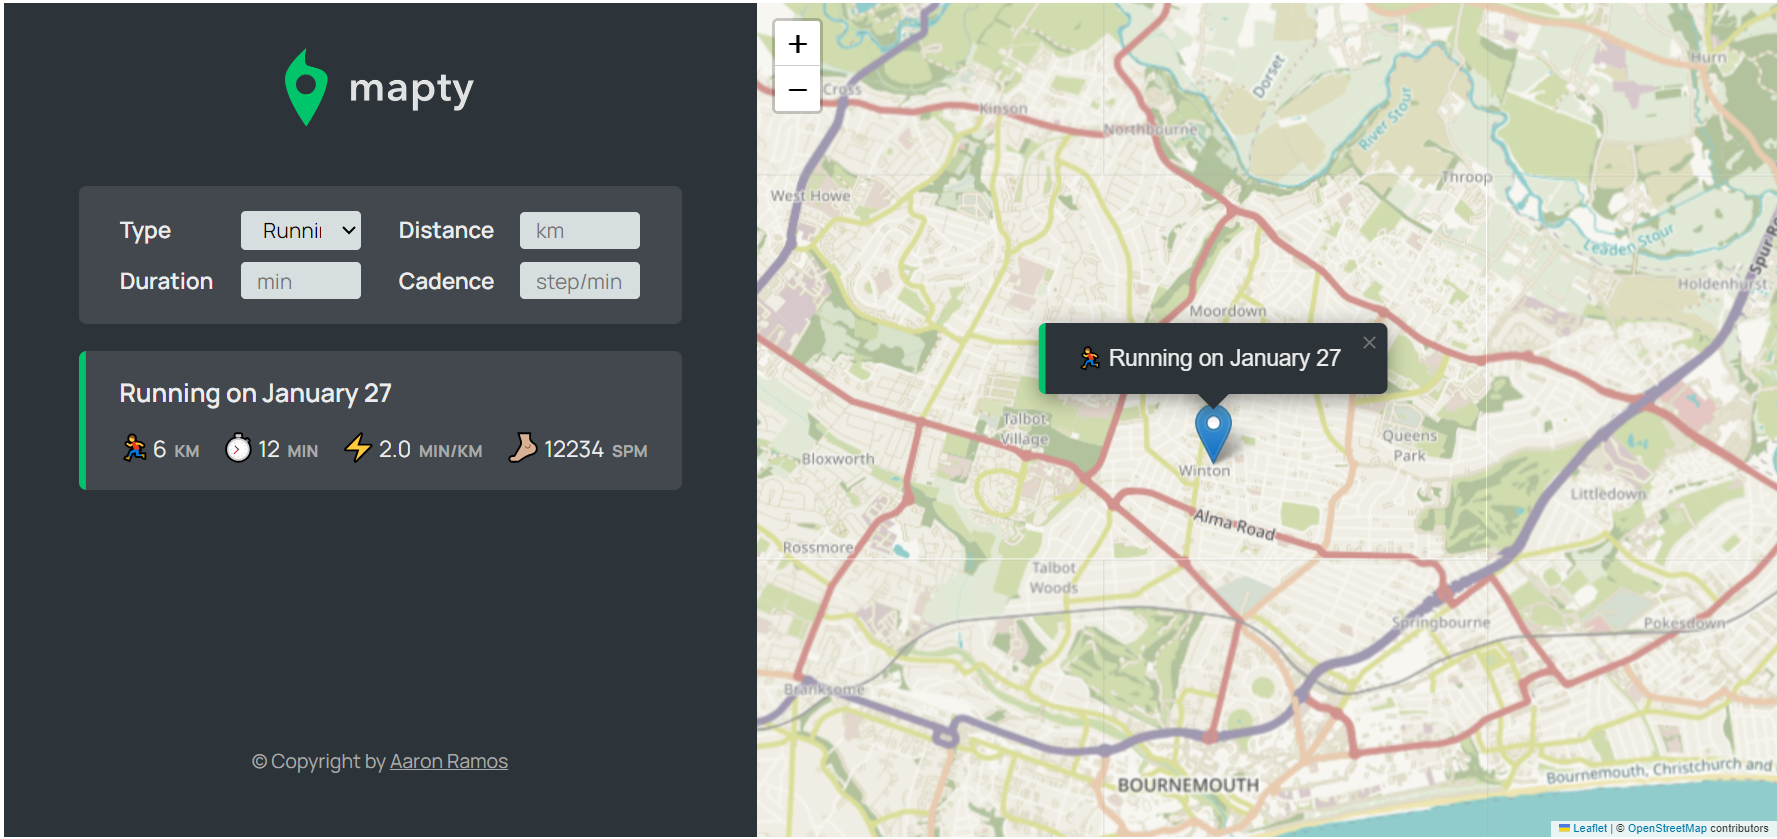 mapty
Type Runni Distance km
Duration min Cadence step/min
Running on January 27
6 KM 12 MIN 2.0 MIN/KM 12234 SPM
© Copyright by Aaron Ramos
+
−
Cross
Kinson
Northbourne
Dorset
River Stour
Hurn
West Howe
Throop
Leaden Stour
Spur Ro
Holdenhurst
Moordown
Running on January 27 ×
Talbot
Village
Queens
Park
Bloxworth
Winton
Littledown
Alma Road
Rossmore
Talbot
Woods
Springbourne
Pokesdown
Branksome
BOURNEMOUTH
Bournemouth, Christchurch and
Leaflet | © OpenStreetMap contributors